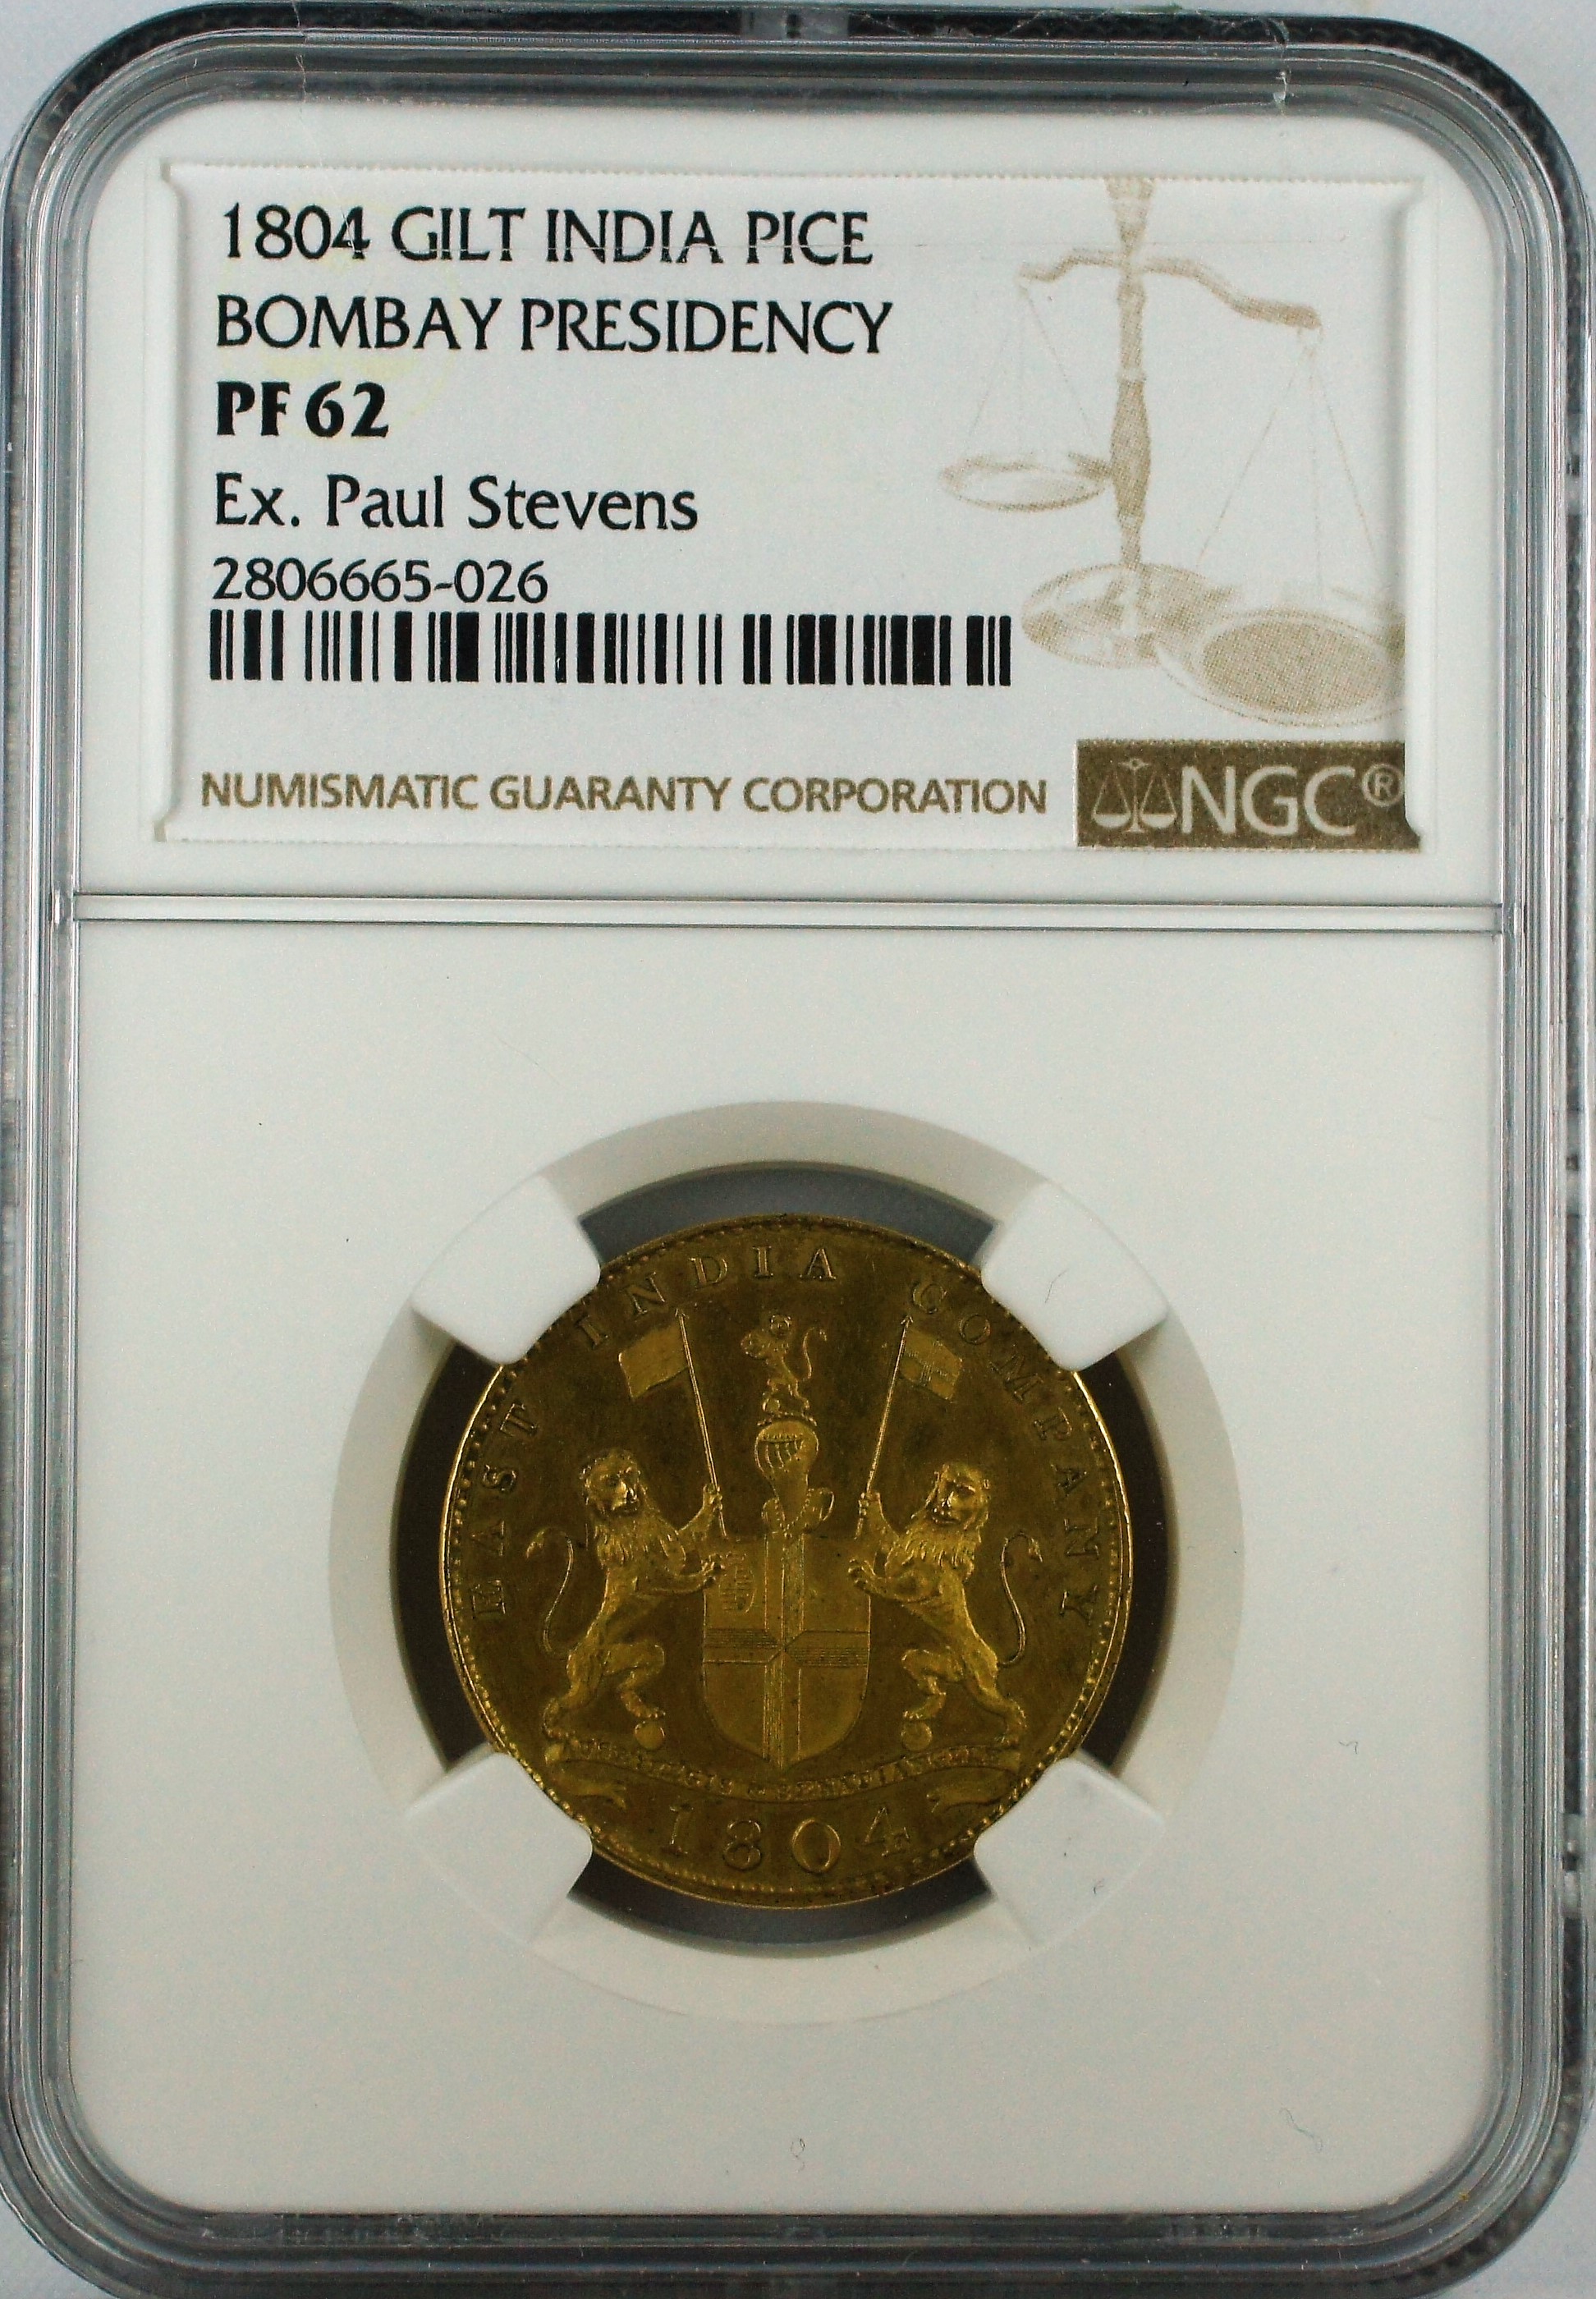 1804 GILT INDIA PICE
BOMBAY PRESIDENCY
PF 62
Ex. Paul Stevens
2806665-026
NUMISMATIC GUARANTY CORPORATION
NGC®
EAST INDIA COMPANY
1804